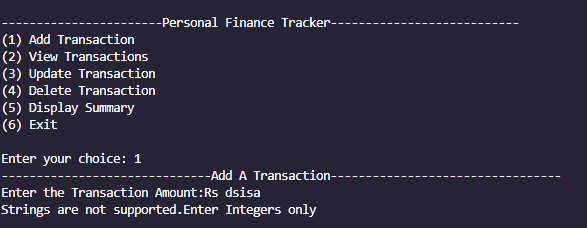 -----------------------Personal Finance Tracker---------------------------
(1) Add Transaction
(2) View Transactions
(3) Update Transaction
(4) Delete Transaction
(5) Display Summary
(6) Exit
Enter your choice: 1
------------------------------Add A Transaction---------------------------------
Enter the Transaction Amount:Rs dsisa
Strings are not supported.Enter Integers only